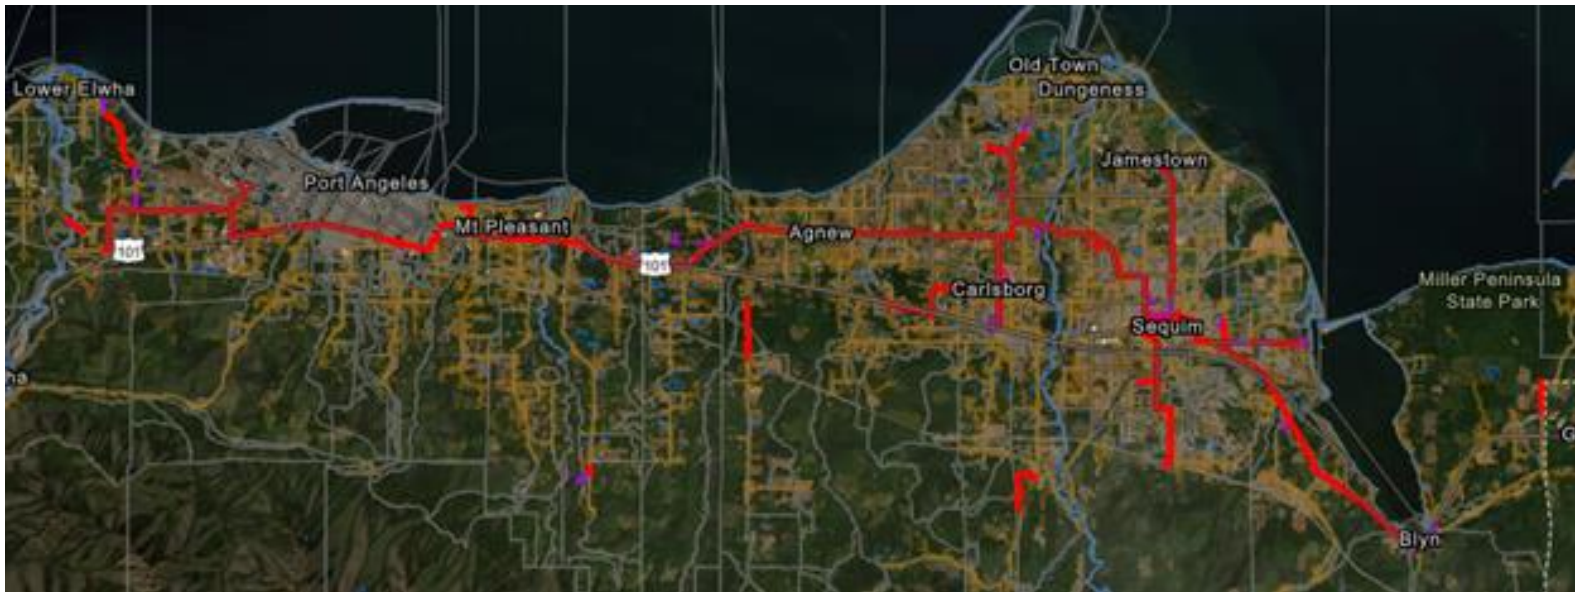 Old Town
Lower Elwha
Dungeness
Jamestown
Port Angeles
Mt Pleasant
Agnew
101
101
Carlsborg
Miller Peninsula
State Park
Sequim
Blyn